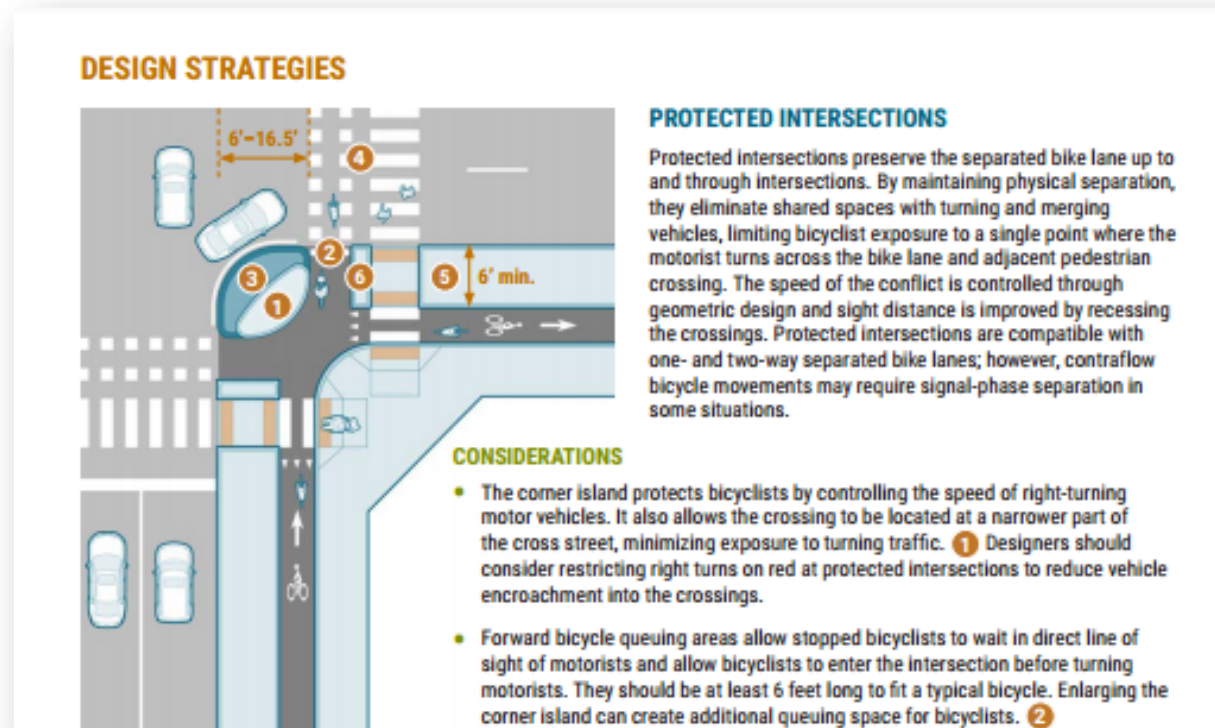 DESIGN STRATEGIES
6'–16.5'
4
2
3
6
5
6' min.
1
PROTECTED INTERSECTIONS
Protected intersections preserve the separated bike lane up to
and through intersections. By maintaining physical separation,
they eliminate shared spaces with turning and merging
vehicles, limiting bicyclist exposure to a single point where the
motorist turns across the bike lane and adjacent pedestrian
crossing. The speed of the conflict is controlled through
geometric design and sight distance is improved by recessing
the crossings. Protected intersections are compatible with
one- and two-way separated bike lanes; however, contraflow
bicycle movements may require signal-phase separation in
some situations.
CONSIDERATIONS
• The corner island protects bicyclists by controlling the speed of right-turning
motor vehicles. It also allows the crossing to be located at a narrower part of
the cross street, minimizing exposure to turning traffic. 1 Designers should
consider restricting right turns on red at protected intersections to reduce vehicle
encroachment into the crossings.
• Forward bicycle queuing areas allow stopped bicyclists to wait in direct line of
sight of motorists and allow bicyclists to enter the intersection before turning
motorists. They should be at least 6 feet long to fit a typical bicycle. Enlarging the
corner island can create additional queuing space for bicyclists. 2